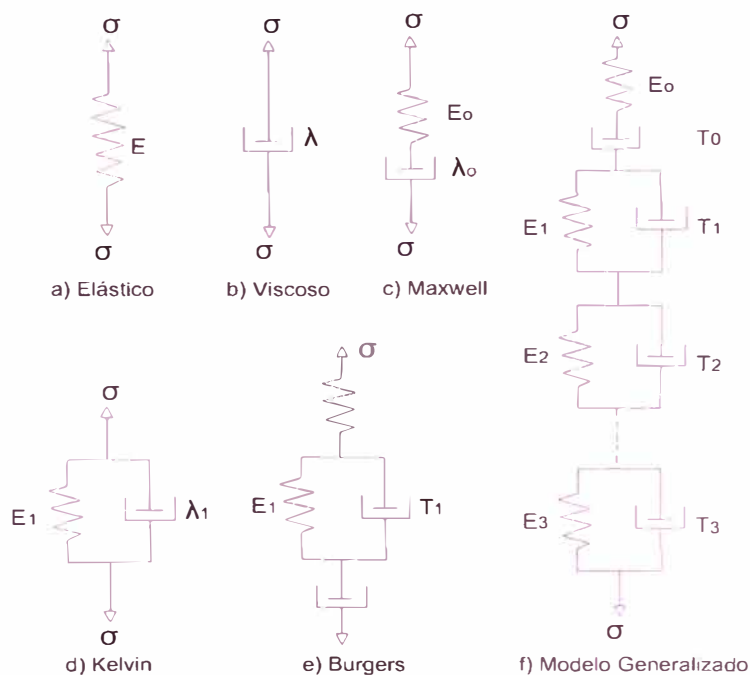 σ
E
σ
a) Elástico
σ
λ
σ
b) Viscoso
σ
Eo
λo
σ
c) Maxwell
σ
E1
λ1
σ
d) Kelvin
σ
E1
T1
e) Burgers
σ
Eo
T0
E1
T1
E2
T2
E3
T3
σ
f) Modelo Generalizado